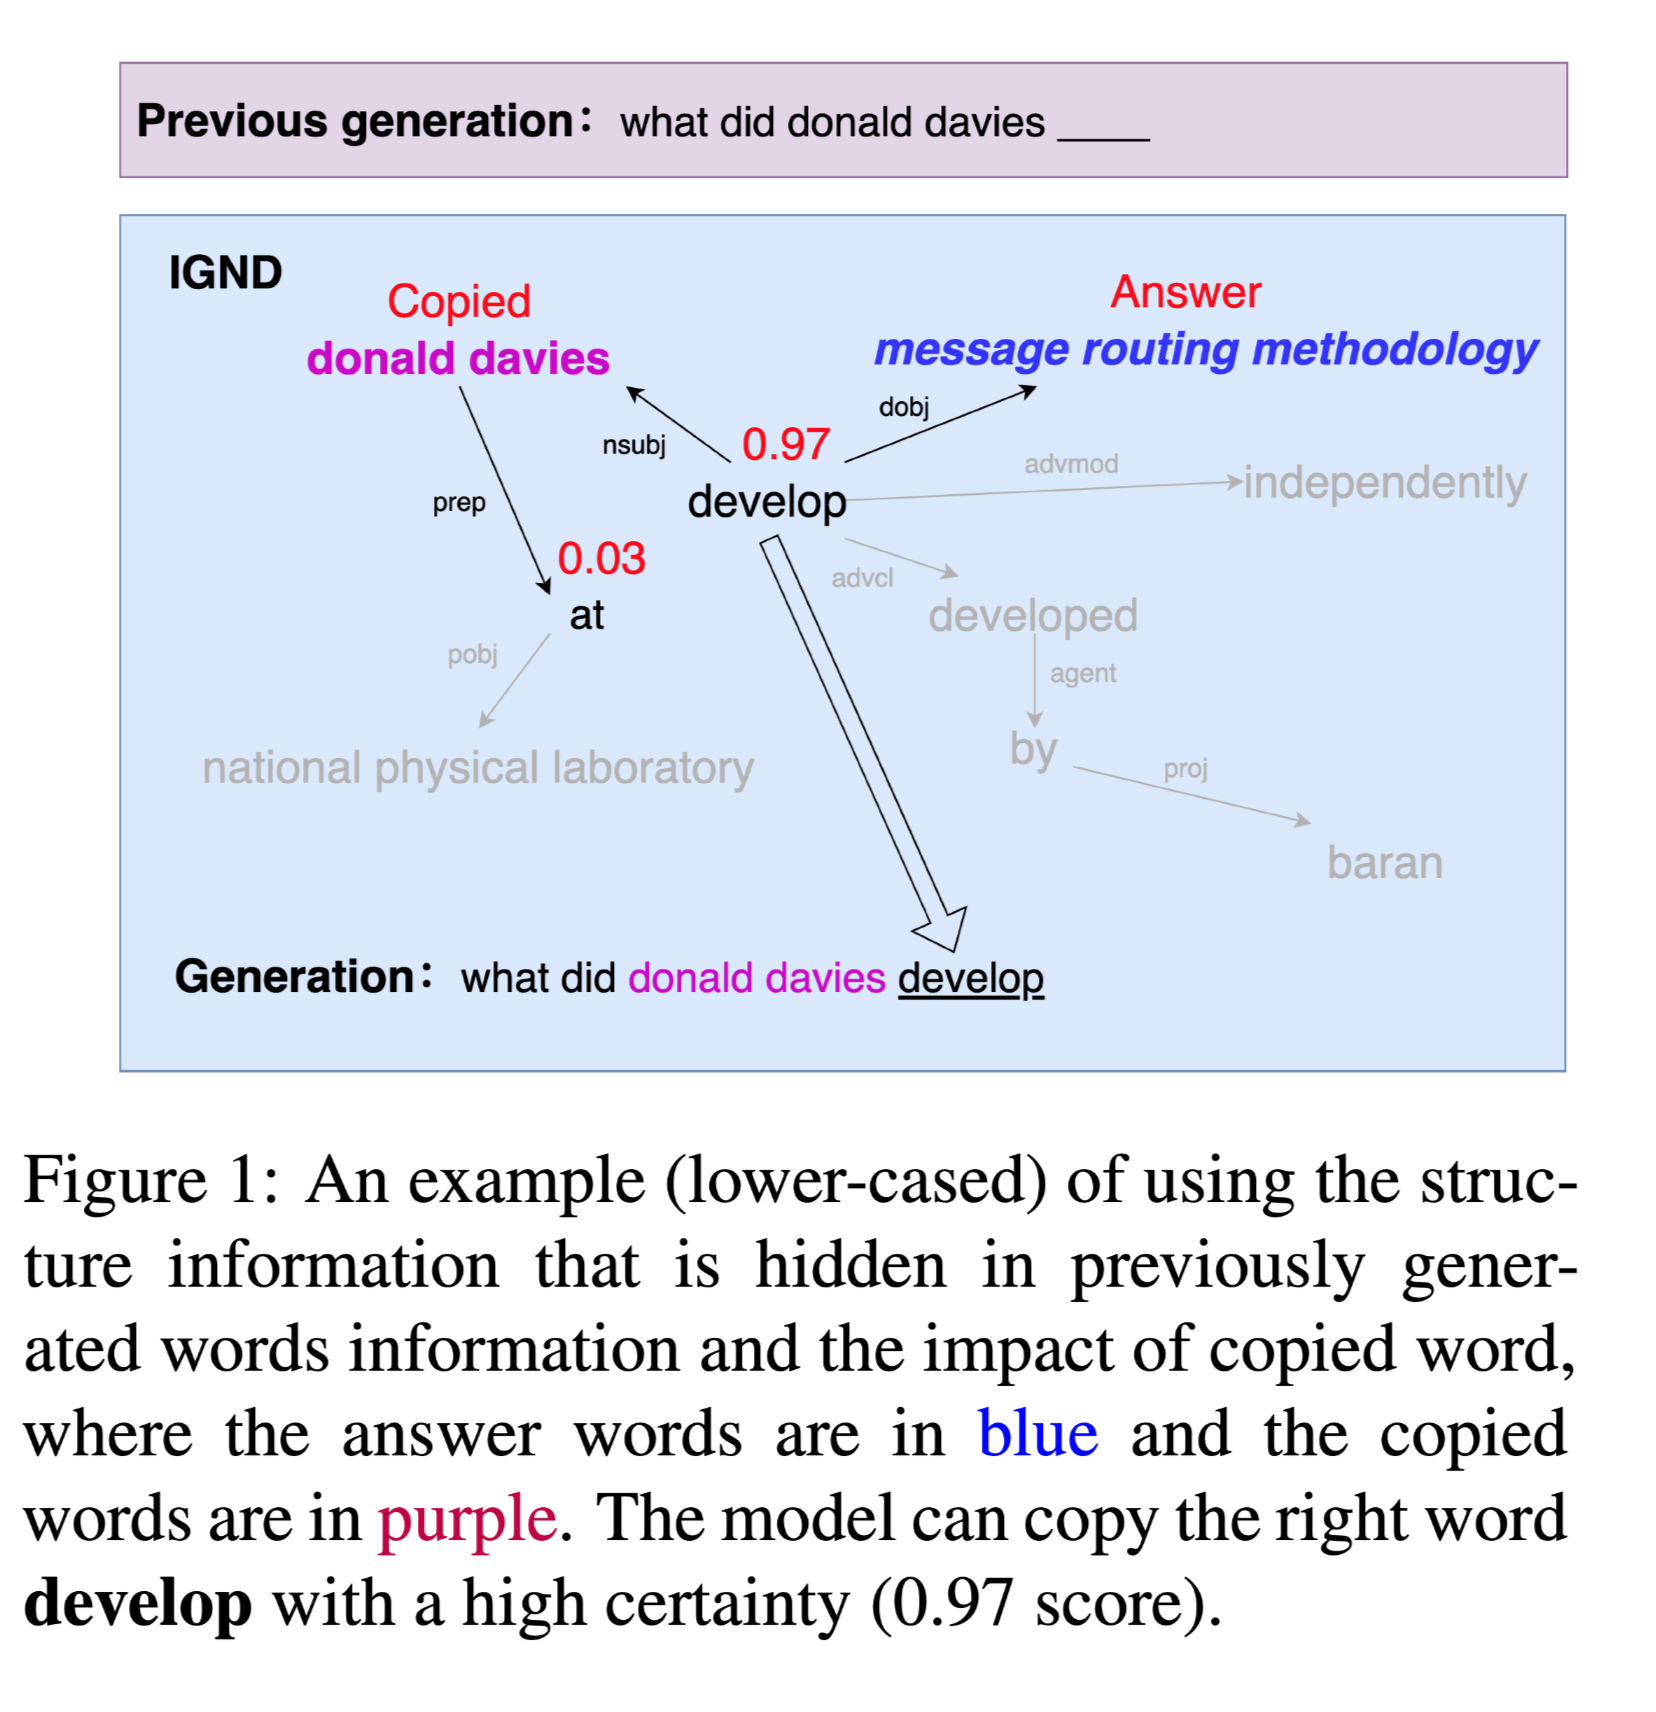 Previous generation: what did donald davies ____
IGND
Copied
donald davies
Answer
message routing methodology
nsubj
0.97
dobj
develop
advmod
independently
prep
0.03
at
advcl
developed
pobj
agent
national physical laboratory
by
proj
baran
Generation: what did donald davies develop
Figure 1: An example (lower-cased) of using the struc-
ture information that is hidden in previously gener-
ated words information and the impact of copied word,
where the answer words are in blue and the copied
words are in purple. The model can copy the right word
develop with a high certainty (0.97 score).